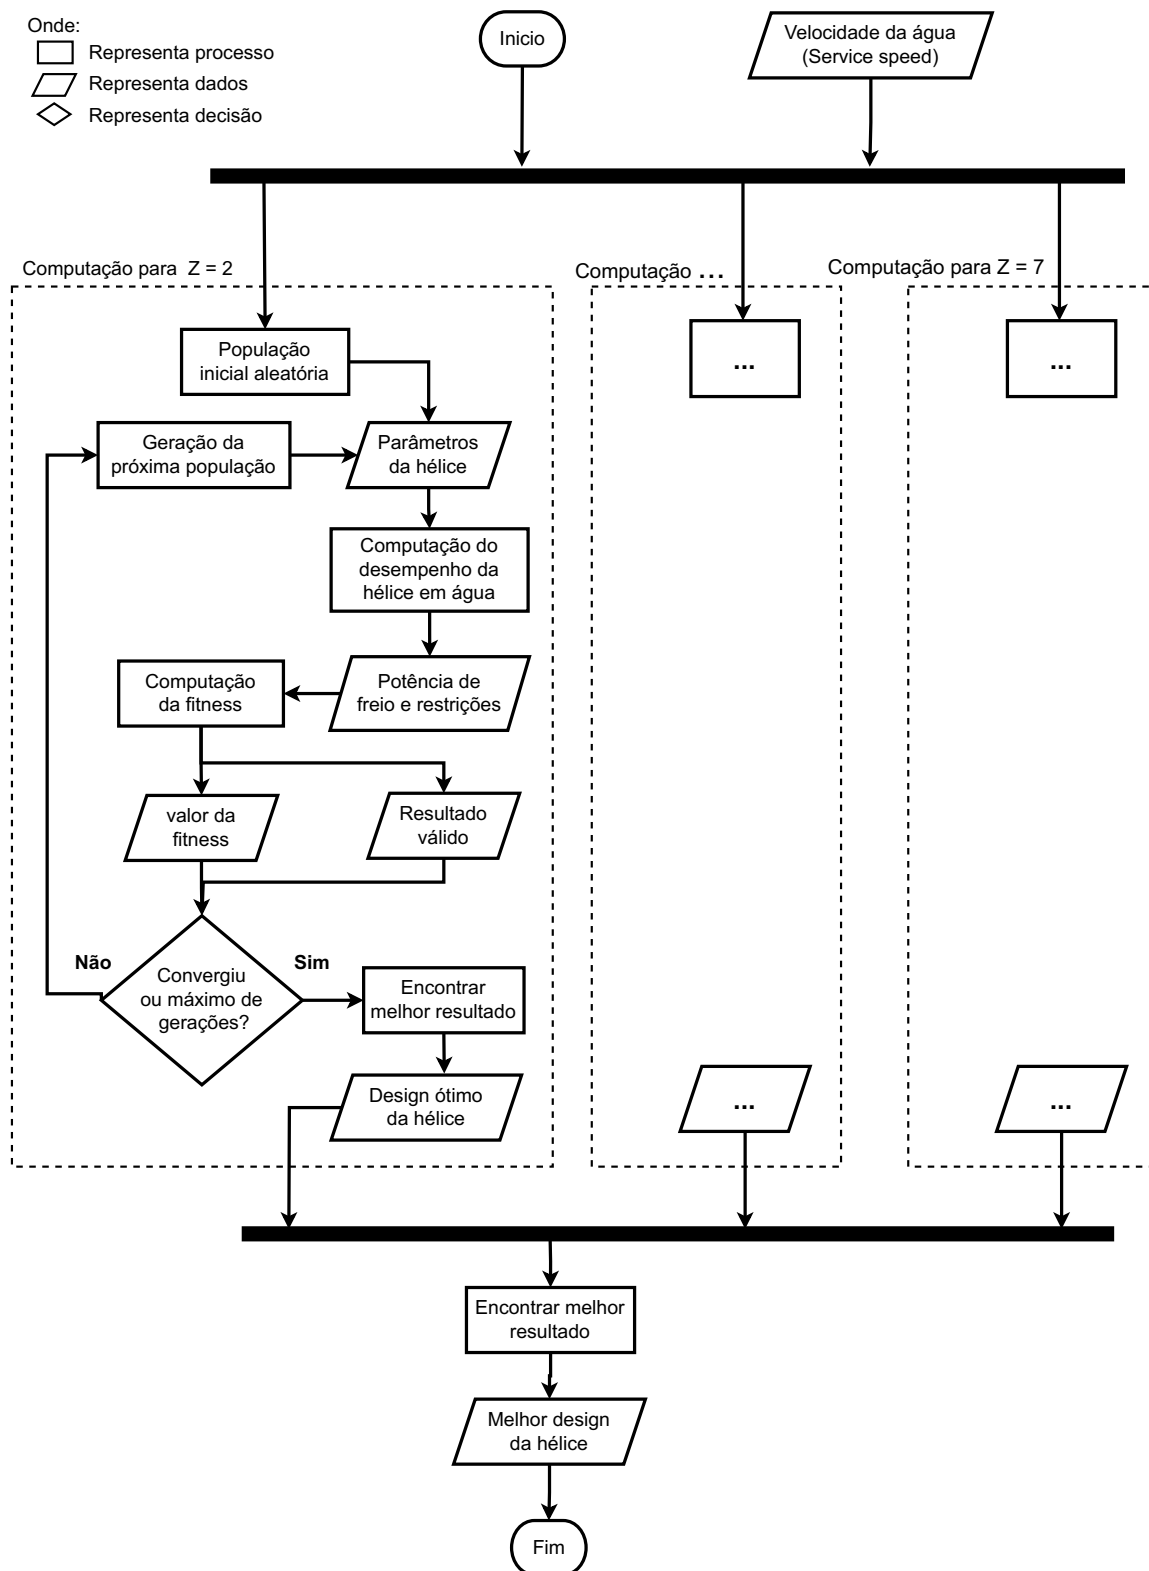 Onde:
Representa processo
Representa dados
Representa decisão
Inicio
Velocidade da água
(Service speed)
Computação para Z = 2
Computação ...
Computação para Z = 7
População
inicial aleatória
...
...
Geração da
próxima população
Parâmetros
da hélice
Computação do
desempenho da
hélice em água
Computação
da fitness
Potência de
freio e restrições
valor da
fitness
Resultado
válido
Não
Sim
Convergiu
ou máximo de
gerações?
Encontrar
melhor resultado
Design ótimo
da hélice
...
...
Encontrar melhor
resultado
Melhor design
da hélice
Fim